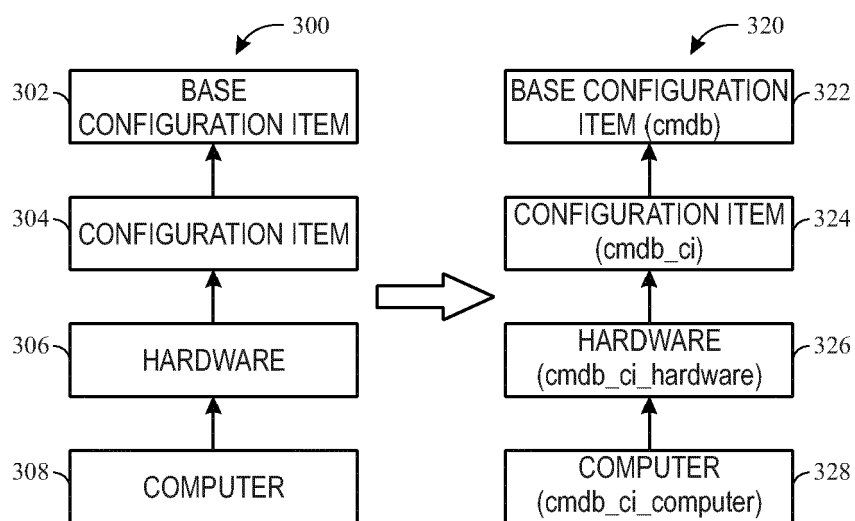 300
302
BASE
CONFIGURATION ITEM
304
CONFIGURATION ITEM
306
HARDWARE
308
COMPUTER
320
BASE CONFIGURATION
ITEM (cmdb)
322
CONFIGURATION ITEM
(cmdb_ci)
324
HARDWARE
(cmdb_ci_hardware)
326
COMPUTER
(cmdb_ci_computer)
328